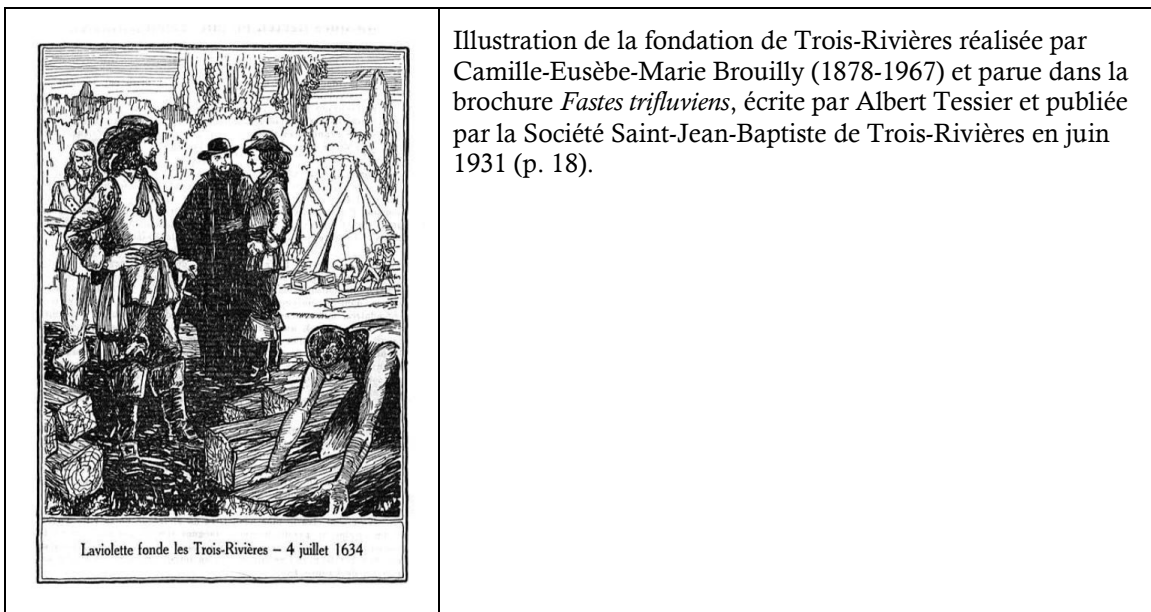 Illustration de la fondation de Trois-Rivières réalisée par
Camille-Eusèbe-Marie Brouilly (1878-1967) et parue dans la
brochure Fastes trifluviens, écrite par Albert Tessier et publiée
par la Société Saint-Jean-Baptiste de Trois-Rivières en juin
1931 (p. 18).
Laviolette fonde les Trois-Rivières – 4 juillet 1634